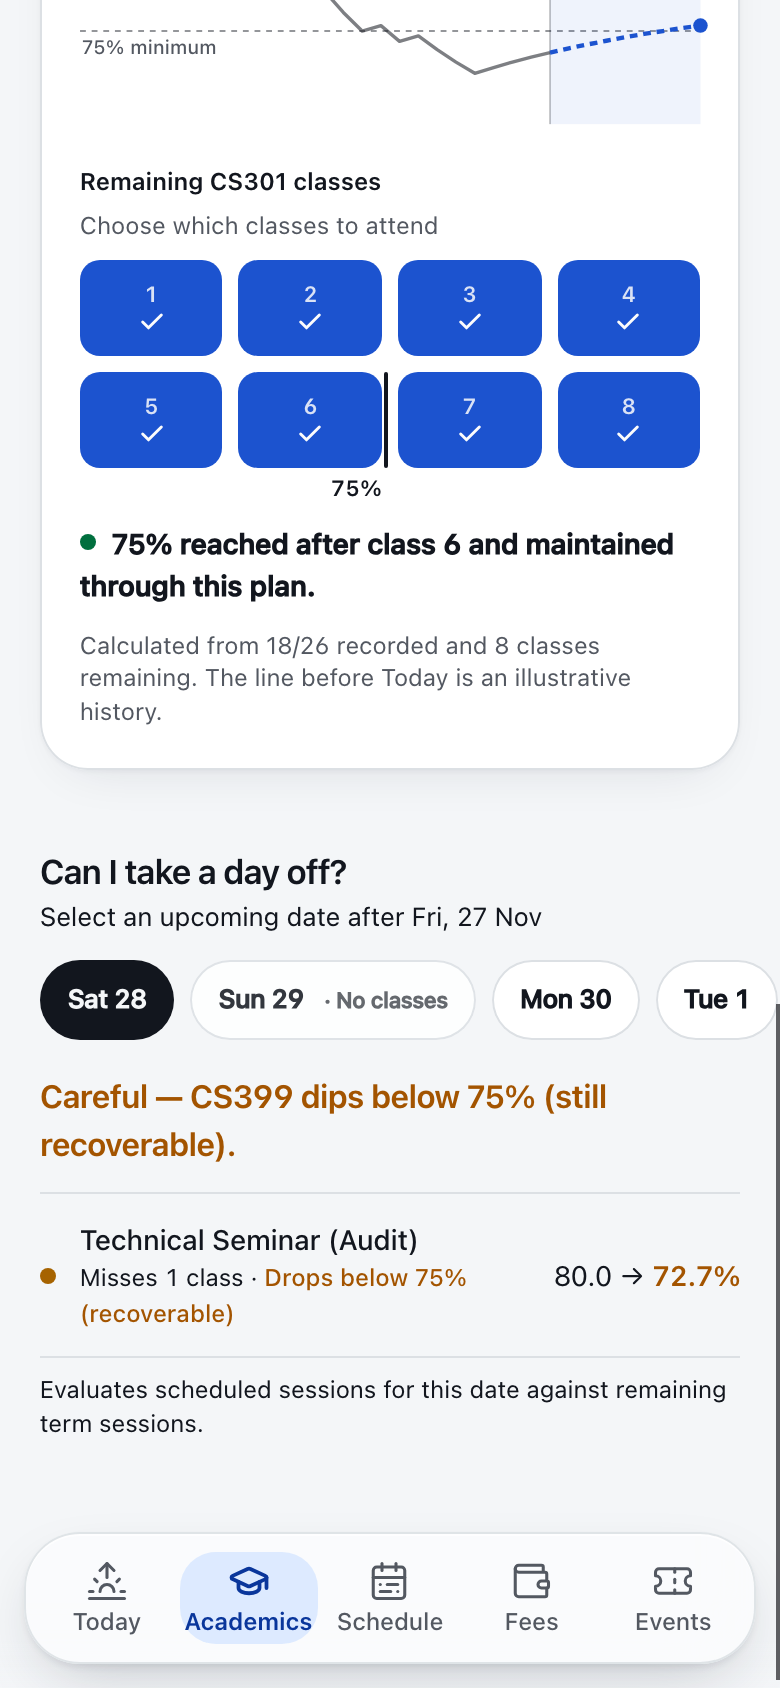 75% minimum
Remaining CS301 classes
Choose which classes to attend
1 2 3 4
5 6 7 8
75%
75% reached after class 6 and maintained
through this plan.
Calculated from 18/26 recorded and 8 classes
remaining. The line before Today is an illustrative
history.
Can I take a day off?
Select an upcoming date after Fri, 27 Nov
Sat 28 Sun 29 · No classes Mon 30 Tue 1
Careful — CS399 dips below 75% (still
recoverable).
Technical Seminar (Audit)
Misses 1 class · Drops below 75% 80.0 → 72.7%
(recoverable)
Evaluates scheduled sessions for this date against remaining
term sessions.
Today Academics Schedule Fees Events